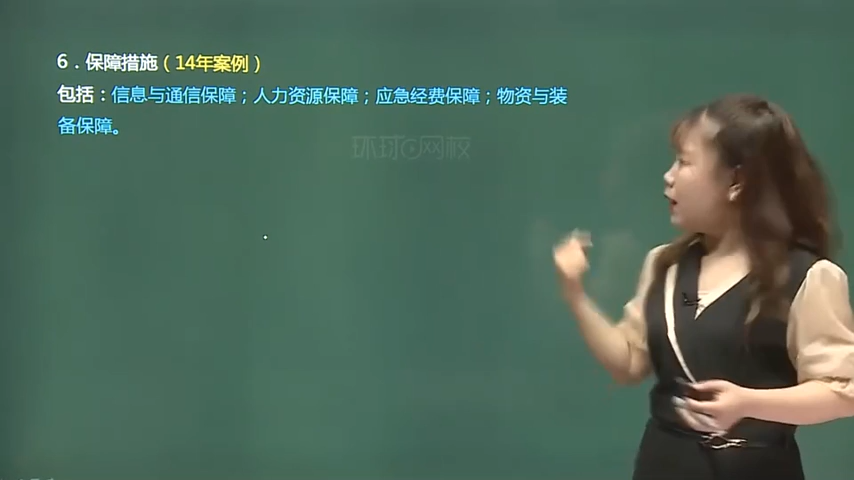 6．保障措施（14年案例）
包括：信息与通信保障；人力资源保障；应急经费保障；物资与装
备保障。
环球网校